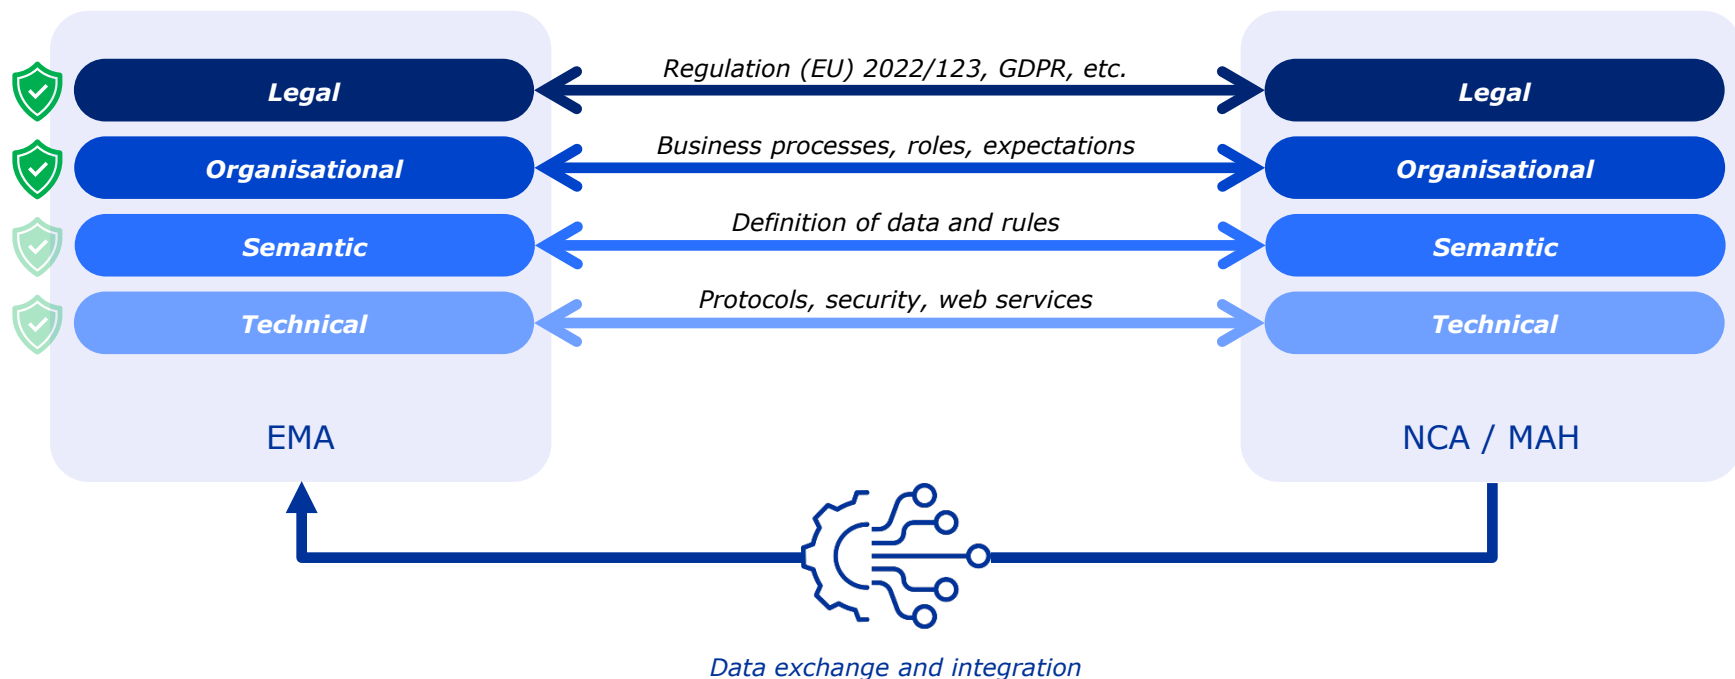 Legal
Regulation (EU) 2022/123, GDPR, etc.
Legal
Organisational
Business processes, roles, expectations
Organisational
Semantic
Definition of data and rules
Semantic
Technical
Protocols, security, web services
Technical
EMA
NCA / MAH
Data exchange and integration